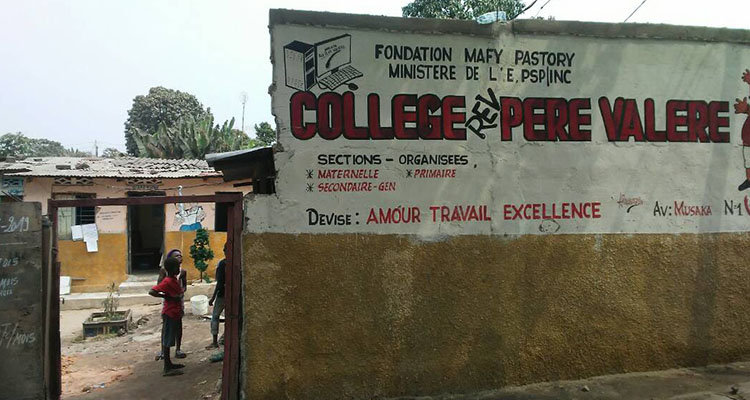 FONDATION MAFY PASTORY
MINISTERE DE L'E.PSP/INC
COLLEGE REV PERE VALERE
SECTIONS - ORGANISEES.
* MATERNELLE * PRIMAIRE
* SECONDAIRE-GEN
DEVISE: AMOUR TRAVAIL EXCELLENCE
AV: MUSAKA N:1